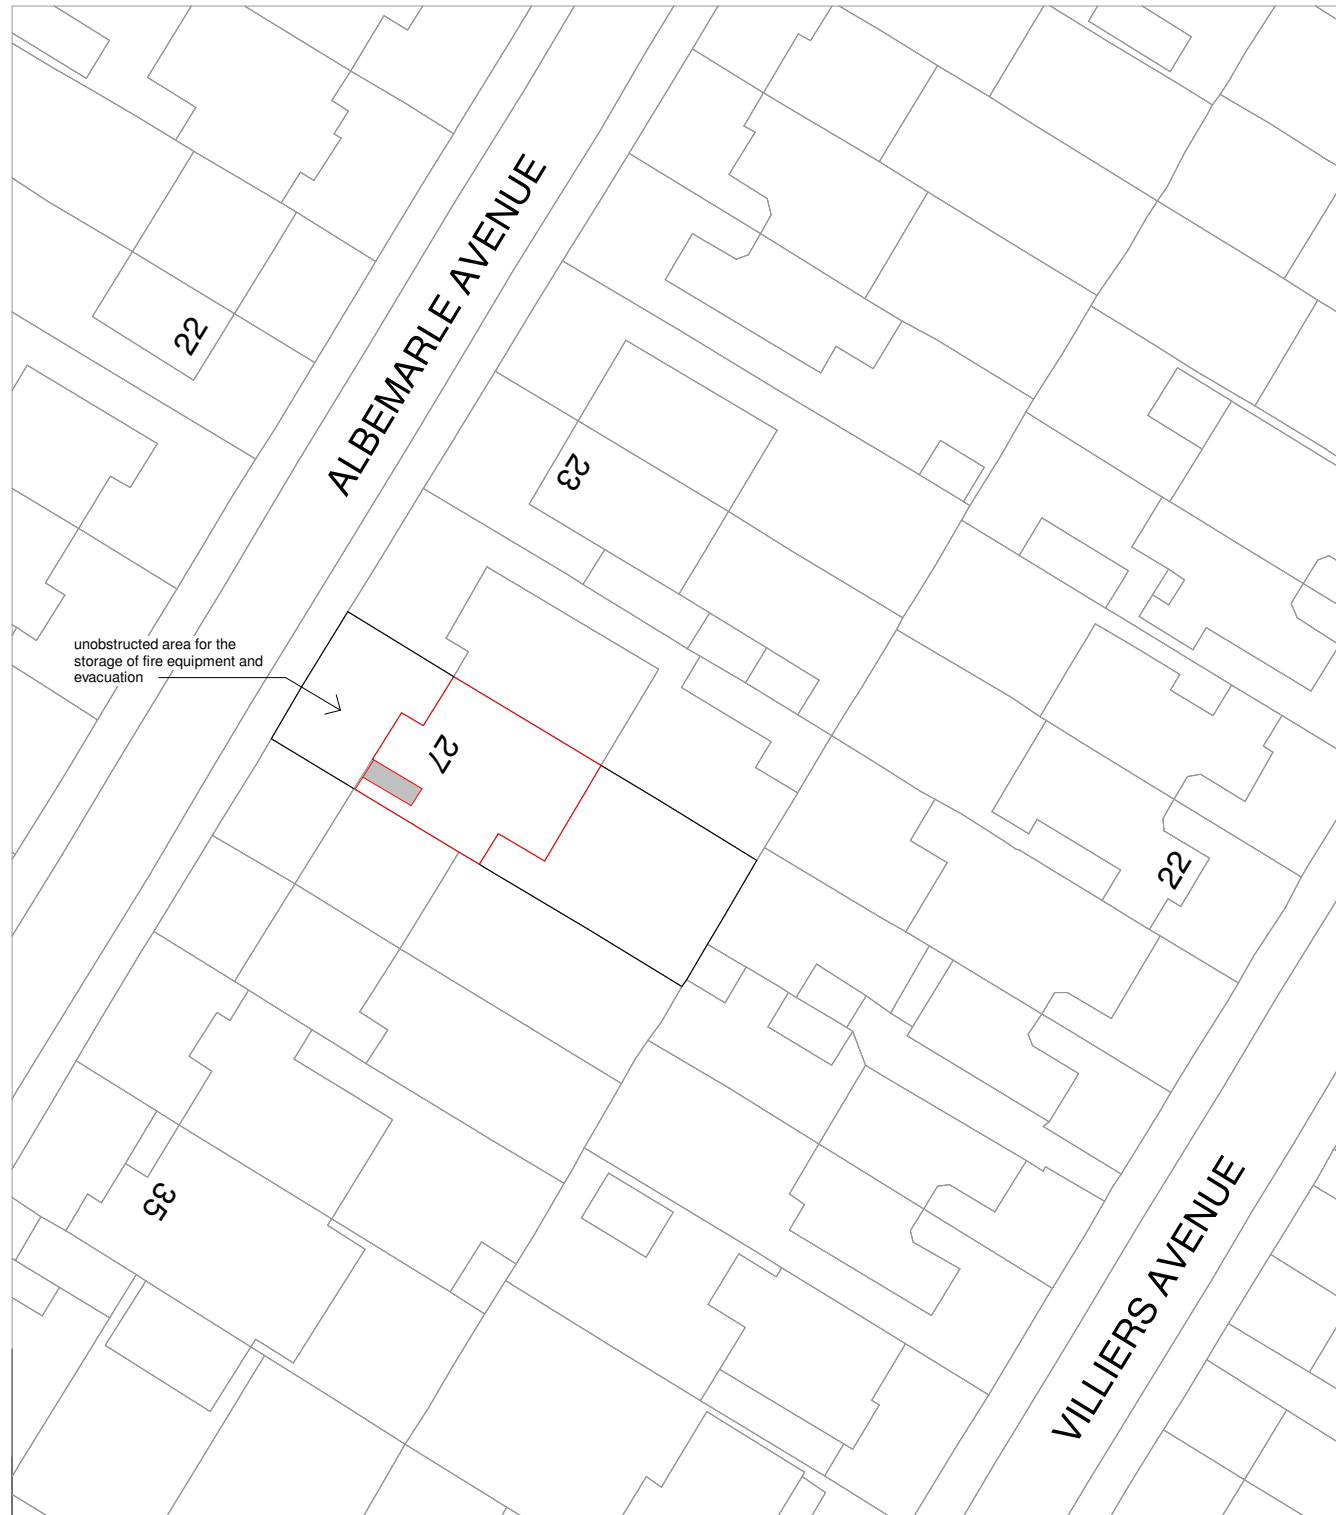 ALBEMARLE AVENUE
22
23
unobstructed area for the
storage of fire equipment and
evacuation
27
22
35
VILLIERS AVENUE